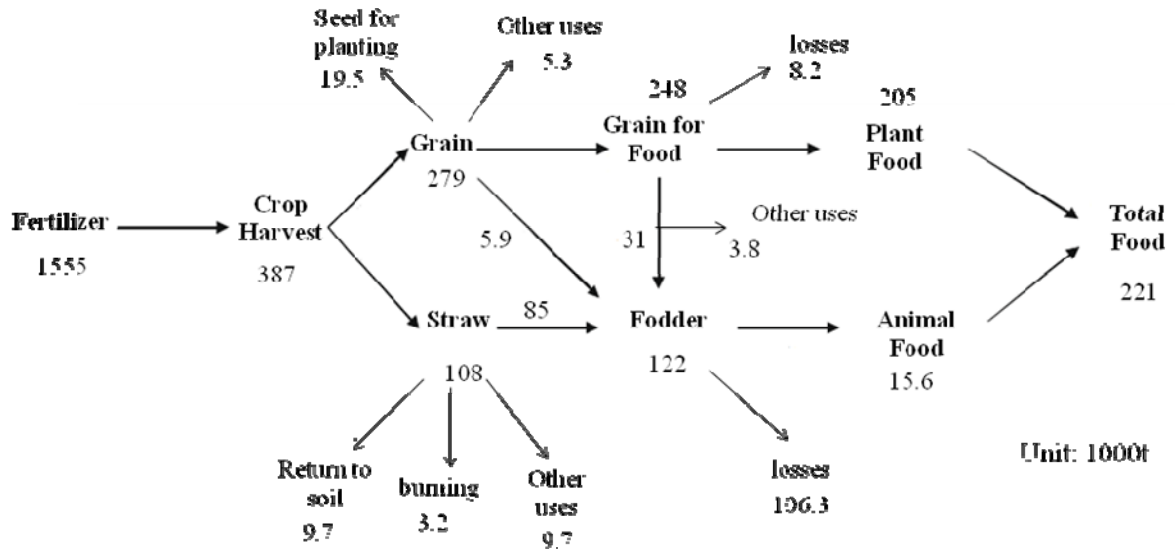 Seed for
planting
19.5
Other uses
5.3
losses
8.2
248
Grain for
Food
205
Plant
Food
Grain
279
Fertilizer
1555
Crop
Harvest
387
5.9
31
Other uses
3.8
Total
Food
221
Straw
108
85
Fodder
122
Animal
Food
15.6
Return to
soil
9.7
burning
3.2
Other
uses
9.7
losses
106.3
Unit: 1000t